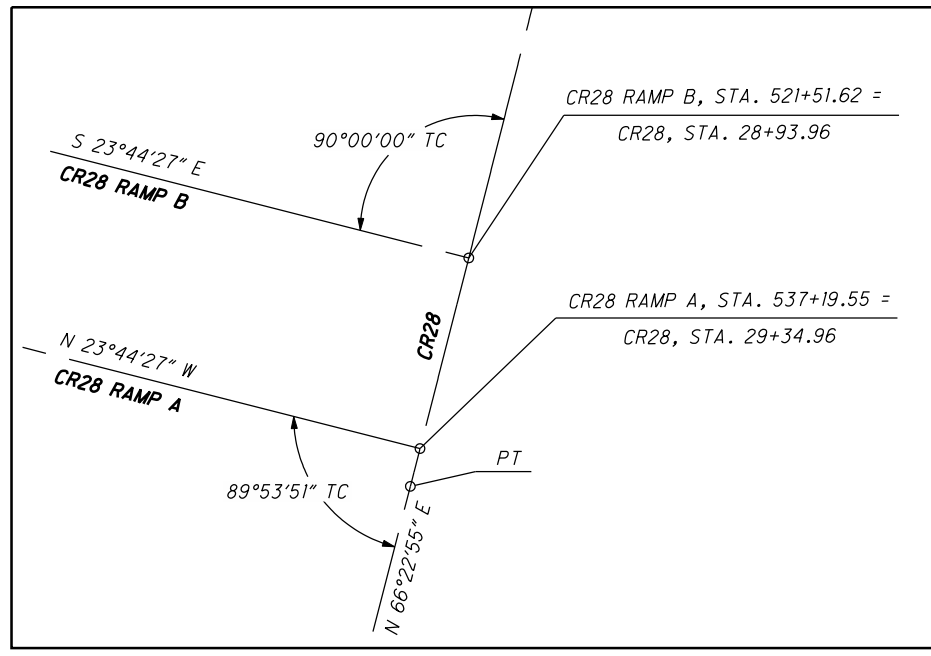 CR28 RAMP B, STA. 521+51.62 =
CR28, STA. 28+93.96
90°00'00" TC
S 23°44'27" E
CR28 RAMP B
CR28 RAMP A, STA. 537+19.55 =
CR28, STA. 29+34.96
CR28
N 23°44'27" W
CR28 RAMP A
PT
89°53'51" TC
N 66°22'55" E